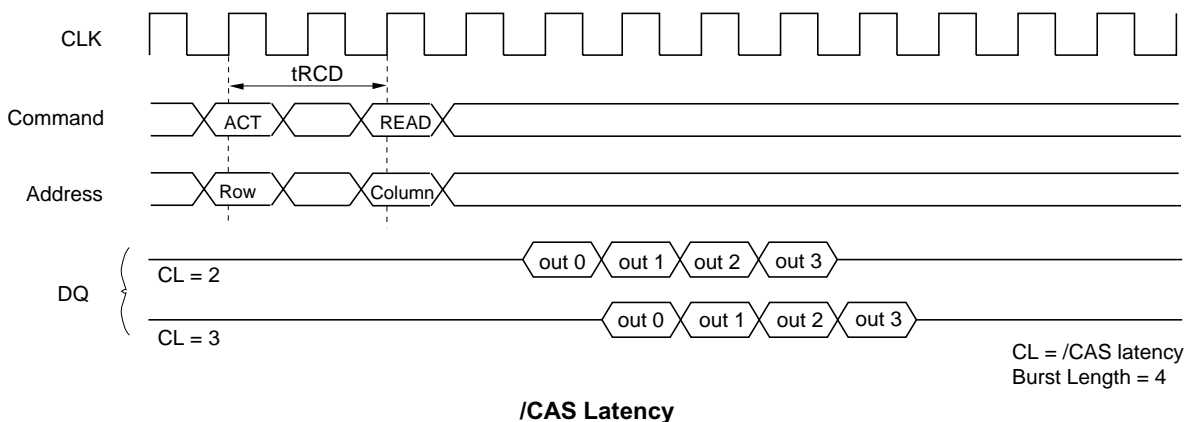 CLK
tRCD
Command
ACT
READ
Address
Row
Column
DQ
CL = 2
out 0
out 1
out 2
out 3
CL = 3
out 0
out 1
out 2
out 3
CL = /CAS latency
Burst Length = 4
/CAS Latency